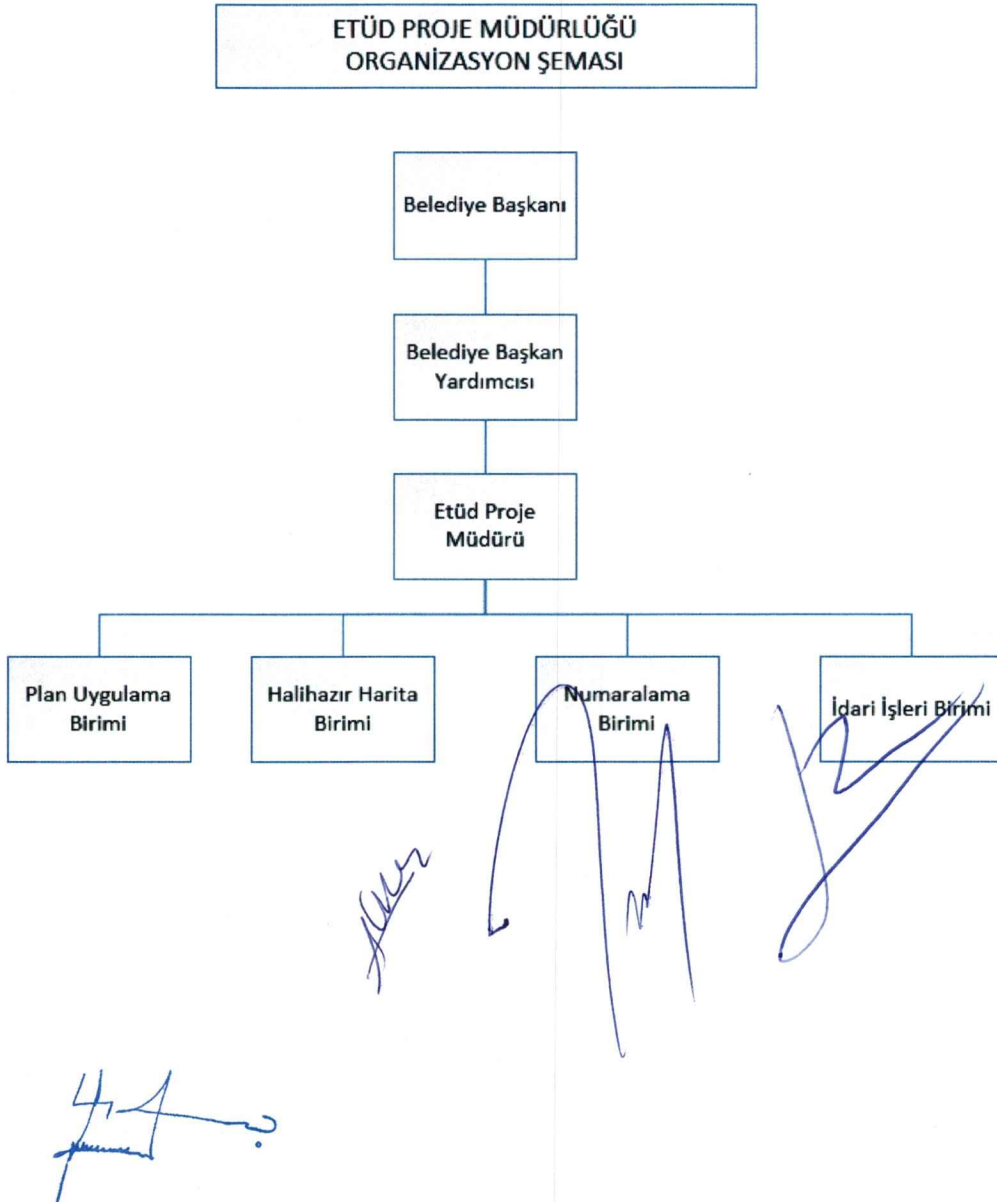 ETÜD PROJE MÜDÜRLÜĞÜ
ORGANİZASYON ŞEMASI
Belediye Başkanı
Belediye Başkan
Yardımcısı
Etüd Proje
Müdürü
Plan Uygulama
Birimi
Halihazır Harita
Birimi
Numaralama
Birimi
İdari İşleri Birimi